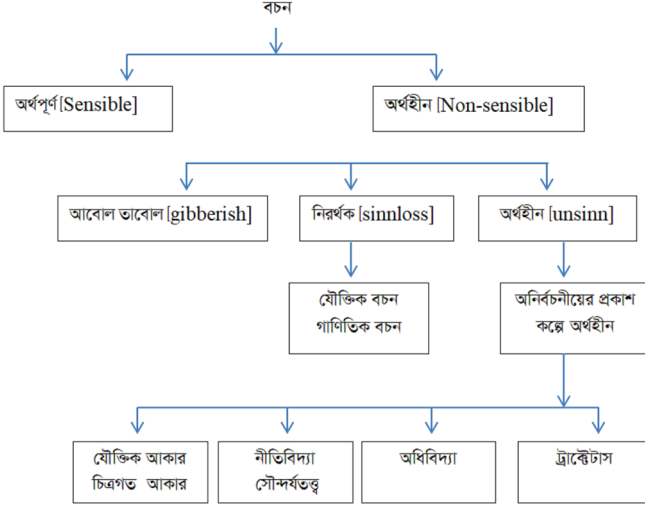 বচন
অর্থপূর্ণ [Sensible]
অর্থহীন [Non-sensible]
আবোল তাবোল [gibberish]
নিরর্থক [sinnloss]
অর্থহীন [unsinn]
যৌক্তিক বচন
গাণিতিক বচন
অনির্বচনীয়ের প্রকাশ
কল্পে অর্থহীন
যৌক্তিক আকার
চিত্রগত আকার
নীতিবিদ্যা
সৌন্দর্যতত্ত্ব
অধিবিদ্যা
ট্রাক্টেটাস